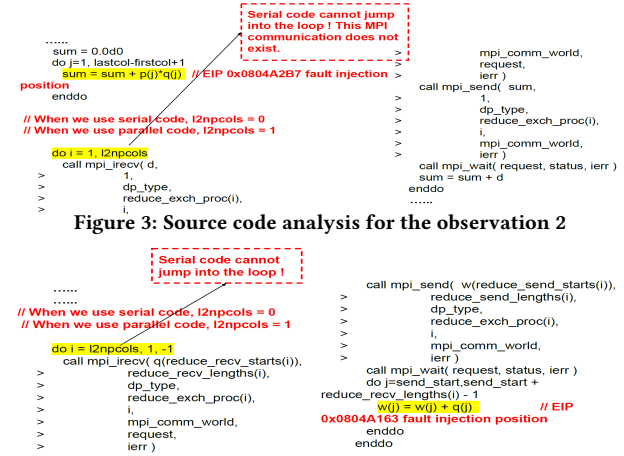 Serial code cannot jump
into the loop ! This MPI
communication does not
exist.
......
sum = 0.0d0
do j=1, lastcol-firstcol+1
sum = sum + p(j)*q(j) // EIP 0x0804A2B7 fault injection
position
enddo
// When we use serial code, l2npcols = 0
// When we use parallel code, l2npcols = 1
do i = 1, l2npcols
call mpi_irecv( d,
> 1,
> dp_type,
> reduce_exch_proc(i),
> i,
> mpi_comm_world,
> request,
> ierr )
call mpi_send( sum,
> 1,
> dp_type,
> reduce_exch_proc(i),
> i,
> mpi_comm_world,
> ierr )
call mpi_wait( request, status, ierr )
sum = sum + d
enddo
......
Figure 3: Source code analysis for the observation 2
Serial code cannot
jump into the loop !
......
......
// When we use serial code, l2npcols = 0
// When we use parallel code, l2npcols = 1
do i = l2npcols, 1, -1
call mpi_irecv( q(reduce_recv_starts(i)),
> reduce_recv_lengths(i),
> dp_type,
> reduce_exch_proc(i),
> i,
> mpi_comm_world,
> request,
> ierr )
call mpi_send( w(reduce_send_starts(i)),
> reduce_send_lengths(i),
> dp_type,
> reduce_exch_proc(i),
> i,
> mpi_comm_world,
> ierr )
call mpi_wait( request, status, ierr )
do j=send_start,send_start +
reduce_recv_lengths(i) - 1
w(j) = w(j) + q(j) // EIP
0x0804A163 fault injection position
enddo
enddo